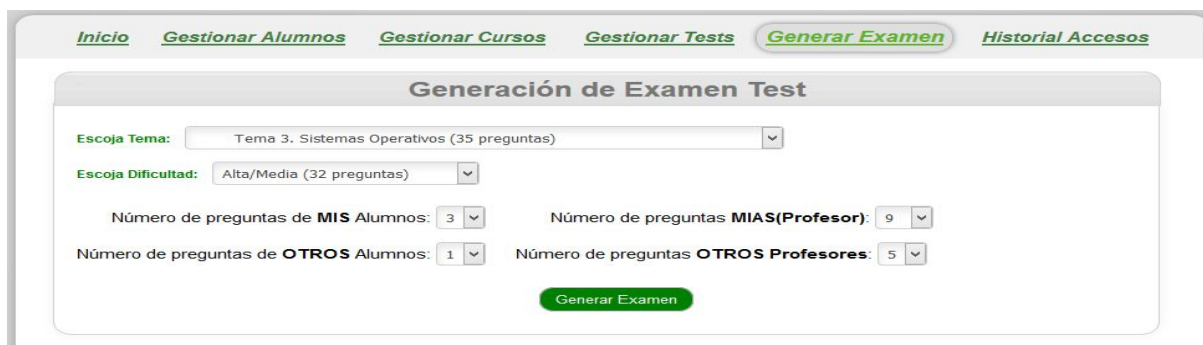 Inicio Gestionar Alumnos Gestionar Cursos Gestionar Tests Generar Examen Historial Accesos
Generación de Examen Test
Escoja Tema: Tema 3. Sistemas Operativos (35 preguntas)
Escoja Dificultad: Alta/Media (32 preguntas)
Número de preguntas de MIS Alumnos: 3 Número de preguntas MIAS(Profesor): 9
Número de preguntas de OTROS Alumnos: 1 Número de preguntas OTROS Profesores: 5
Generar Examen